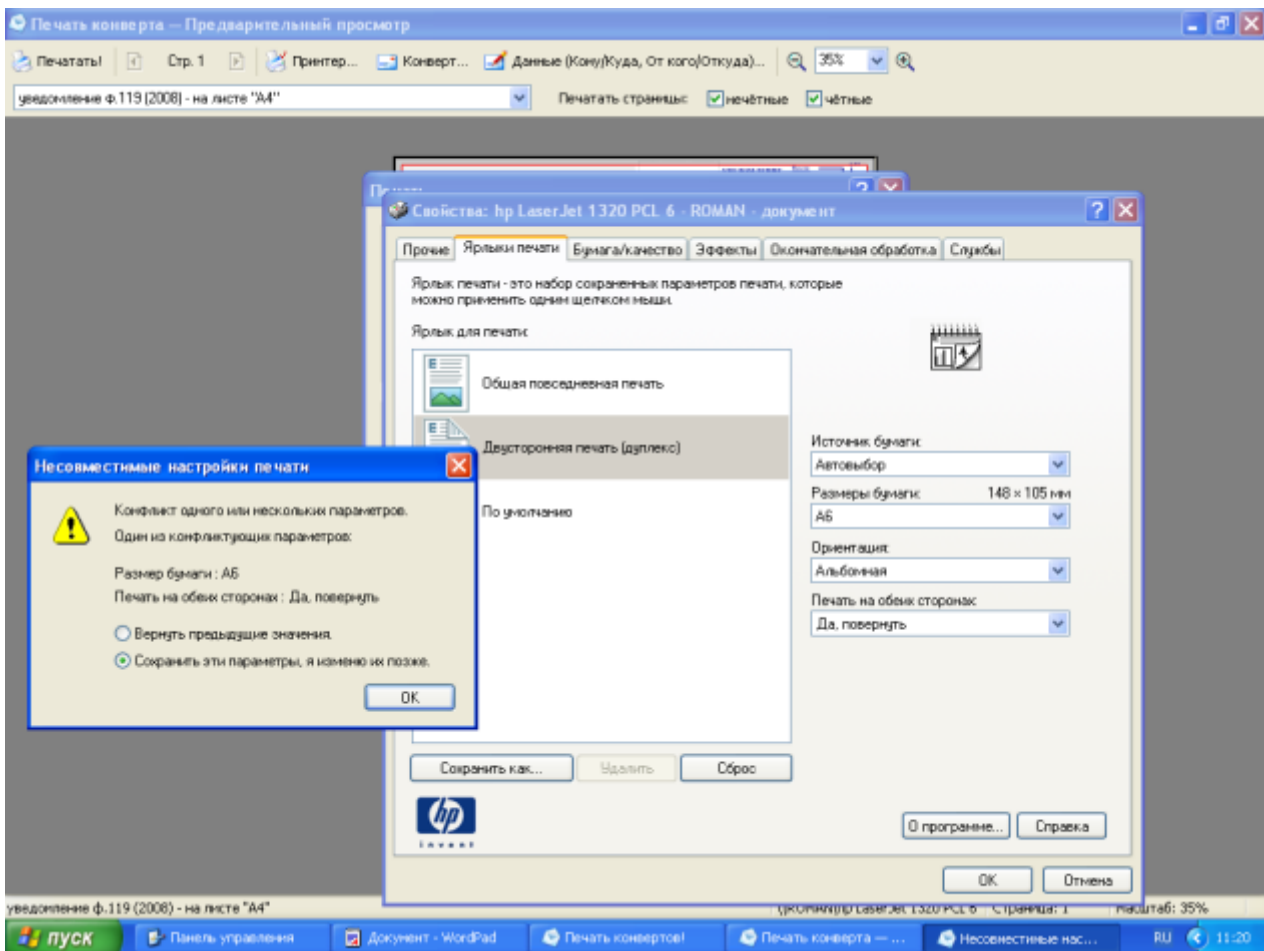 Печать конверта — Предварительный просмотр
Печатать!
Стр. 1
Принтер...
Конверт...
Данные (Кому/Куда, От кого/Откуда)...
35%
уведомление ф.119 (2008) - на листе "A4"
Печатать страницы:
нечётные
чётные
Свойства: hp LaserJet 1320 PCL 6 - ROMAN - документ
Прочие
Ярлыки печати
Бумага/качество
Эффекты
Окончательная обработка
Службы
Ярлык печати - это набор сохраненных параметров печати, которые
можно применить одним щелчком мыши.
Ярлык для печати:
Общая повседневная печать
Двусторонняя печать (дуплекс)
По умолчанию
Источник бумаги:
Автовыбор
Размеры бумаги:
148 × 105 мм
A6
Ориентация:
Альбомная
Печать на обеих сторонах:
Да, повернуть
Несовместимые настройки печати
Конфликт одного или нескольких параметров.
Один из конфликтующих параметров:
Размер бумаги : A6
Печать на обеих сторонах : Да, повернуть
Вернуть предыдущие значения.
Сохранить эти параметры, я изменю их позже.
OK
Сохранить как...
Удалить
Сброс
hp
invent
О программе...
Справка
OK
Отмена
уведомление ф.119 (2008) - на листе "A4"
Страница: 1
Масштаб: 35%
пуск
Панель управления
Документ - WordPad
Печать конвертов!
Печать конверта — ...
Несовместимые нас...
RU
11:20